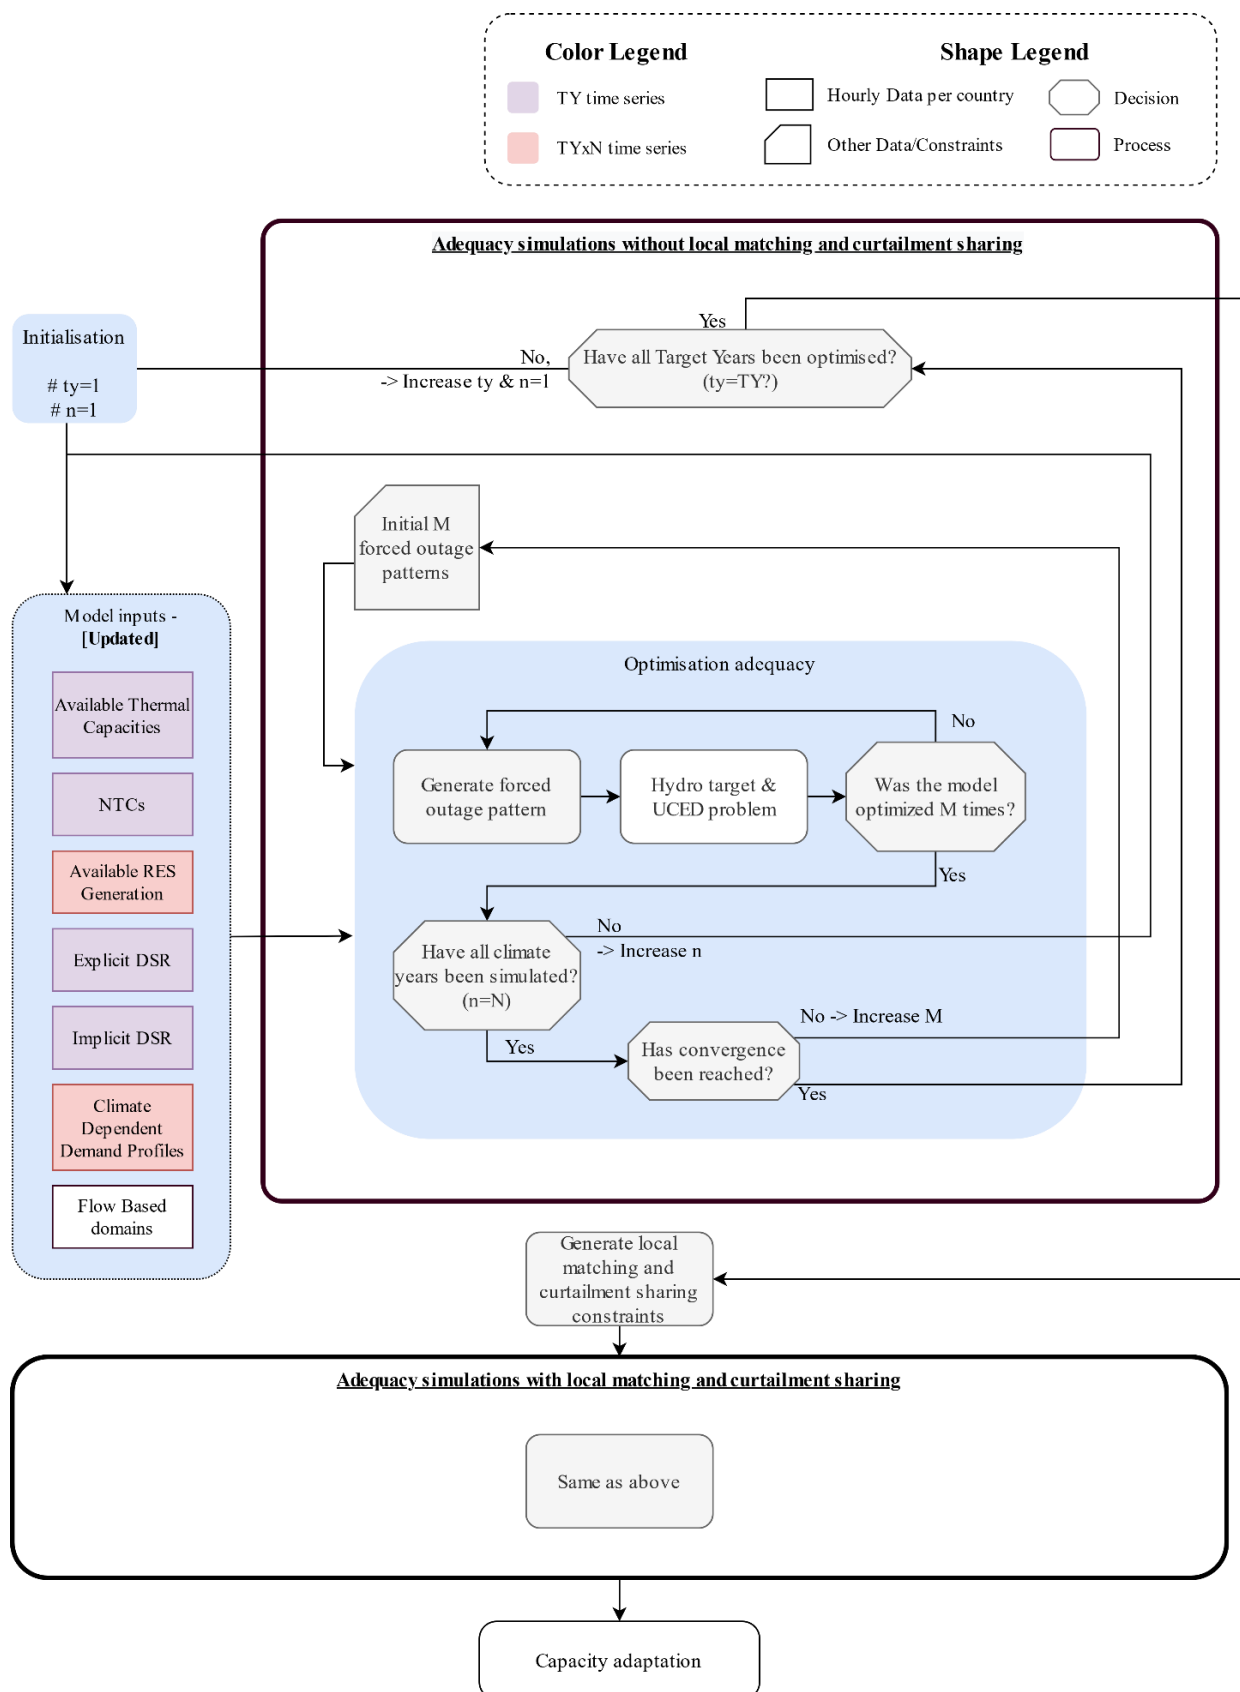 Color Legend
Shape Legend
TY time series
Hourly Data per country
Decision
TYxN time series
Other Data/Constraints
Process
Adequacy simulations without local matching and curtailment sharing
Initialisation
# ty=1
# n=1
Yes
Have all Target Years been optimised?
(ty=TY?)
No,
-> Increase ty & n=1
Initial M
forced outage
patterns
Model inputs -
[Updated]
Available Thermal
Capacities
NTCs
Available RES
Generation
Explicit DSR
Implicit DSR
Climate
Dependent
Demand Profiles
Flow Based
domains
Optimisation adequacy
No
Generate forced
outage pattern
Hydro target &
UCED problem
Was the model
optimized M times?
Yes
Have all climate
years been simulated?
(n=N)
No
-> Increase n
Yes
Has convergence
been reached?
No -> Increase M
Yes
Generate local
matching and
curtailment sharing
constraints
Adequacy simulations with local matching and curtailment sharing
Same as above
Capacity adaptation